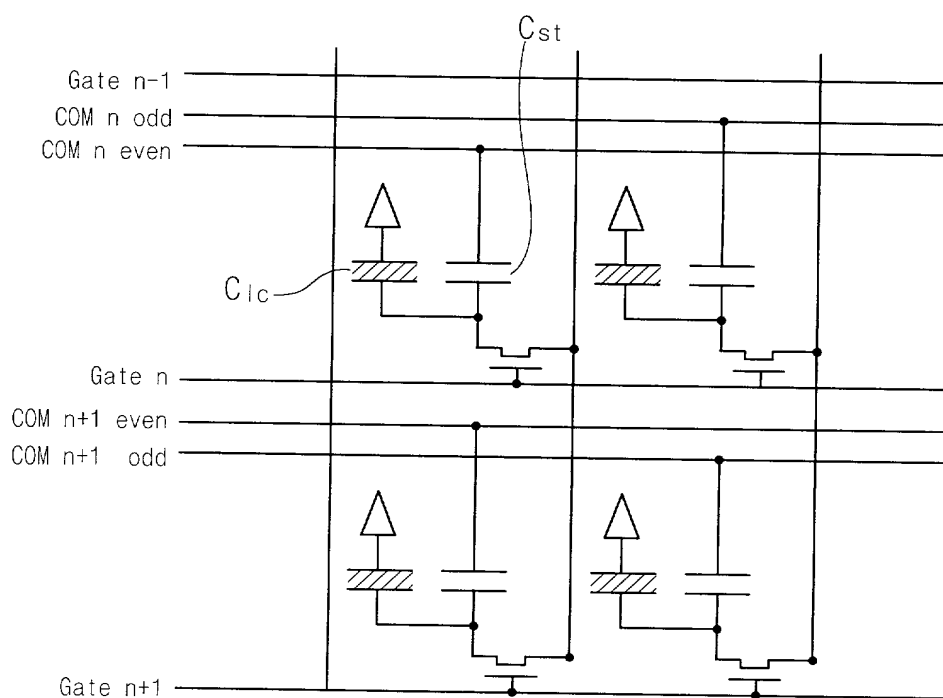 Cst
Gate n-1
COM n odd
COM n even
Clc
Gate n
COM n+1 even
COM n+1 odd
Gate n+1